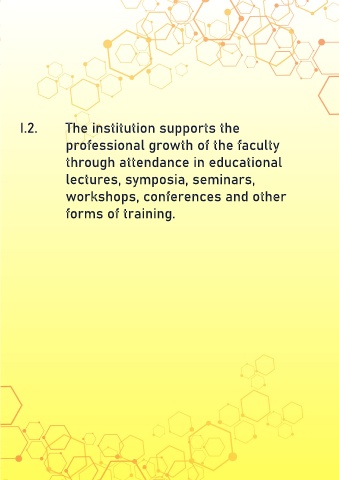 I.2. The institution supports the
professional growth of the faculty
through attendance in educational
lectures, symposia, seminars,
workshops, conferences and other
forms of training.